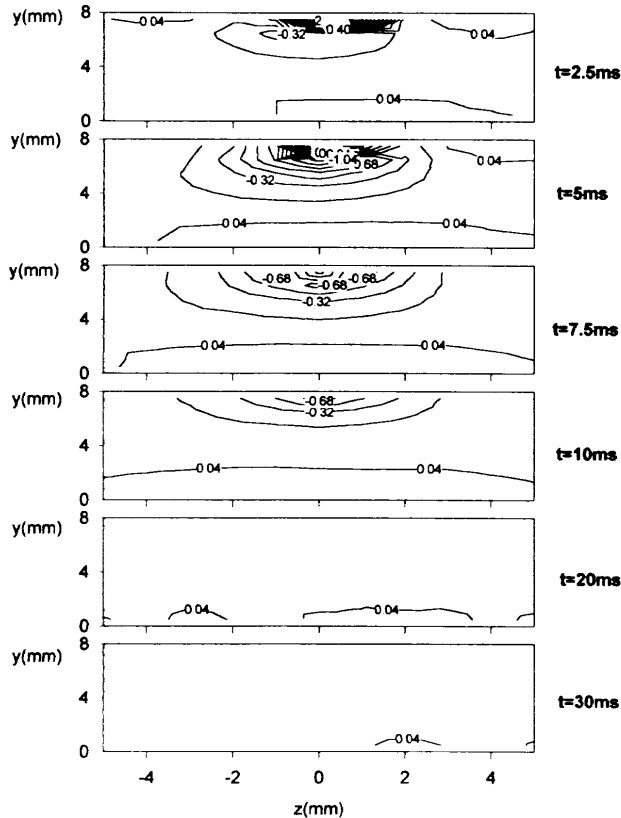 y(mm) 8
0.04 -0.32 2 0.40 0.04
4 t=2.5ms
0.04
0
y(mm) 8
-1.04 0.68 0.04
-0.32
4 t=5ms
0.04 0.04
0
y(mm) 8
-0.68 -0.68
-0.68
-0.32
4 t=7.5ms
0.04 0.04
0
y(mm) 8
-0.68
-0.32
4 t=10ms
0.04 0.04
0
y(mm) 8
4 t=20ms
0.04 0.04
0
y(mm) 8
4 t=30ms
0.04
0
-4 -2 0 2 4
z(mm)